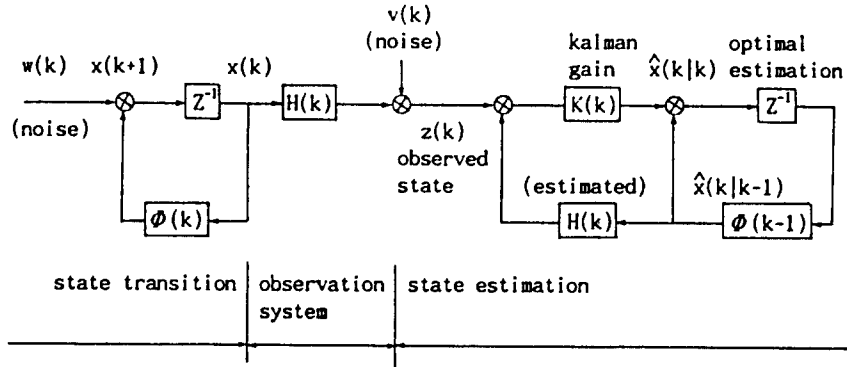 v(k)
(noise)
kalman
gain
x̂(k|k)
optimal
estimation
w(k)
x(k+1)
x(k)
Z⁻¹
H(k)
K(k)
Z⁻¹
(noise)
z(k)
observed
state
(estimated)
x̂(k|k-1)
Φ(k)
H(k)
Φ(k-1)
state transition
observation
system
state estimation